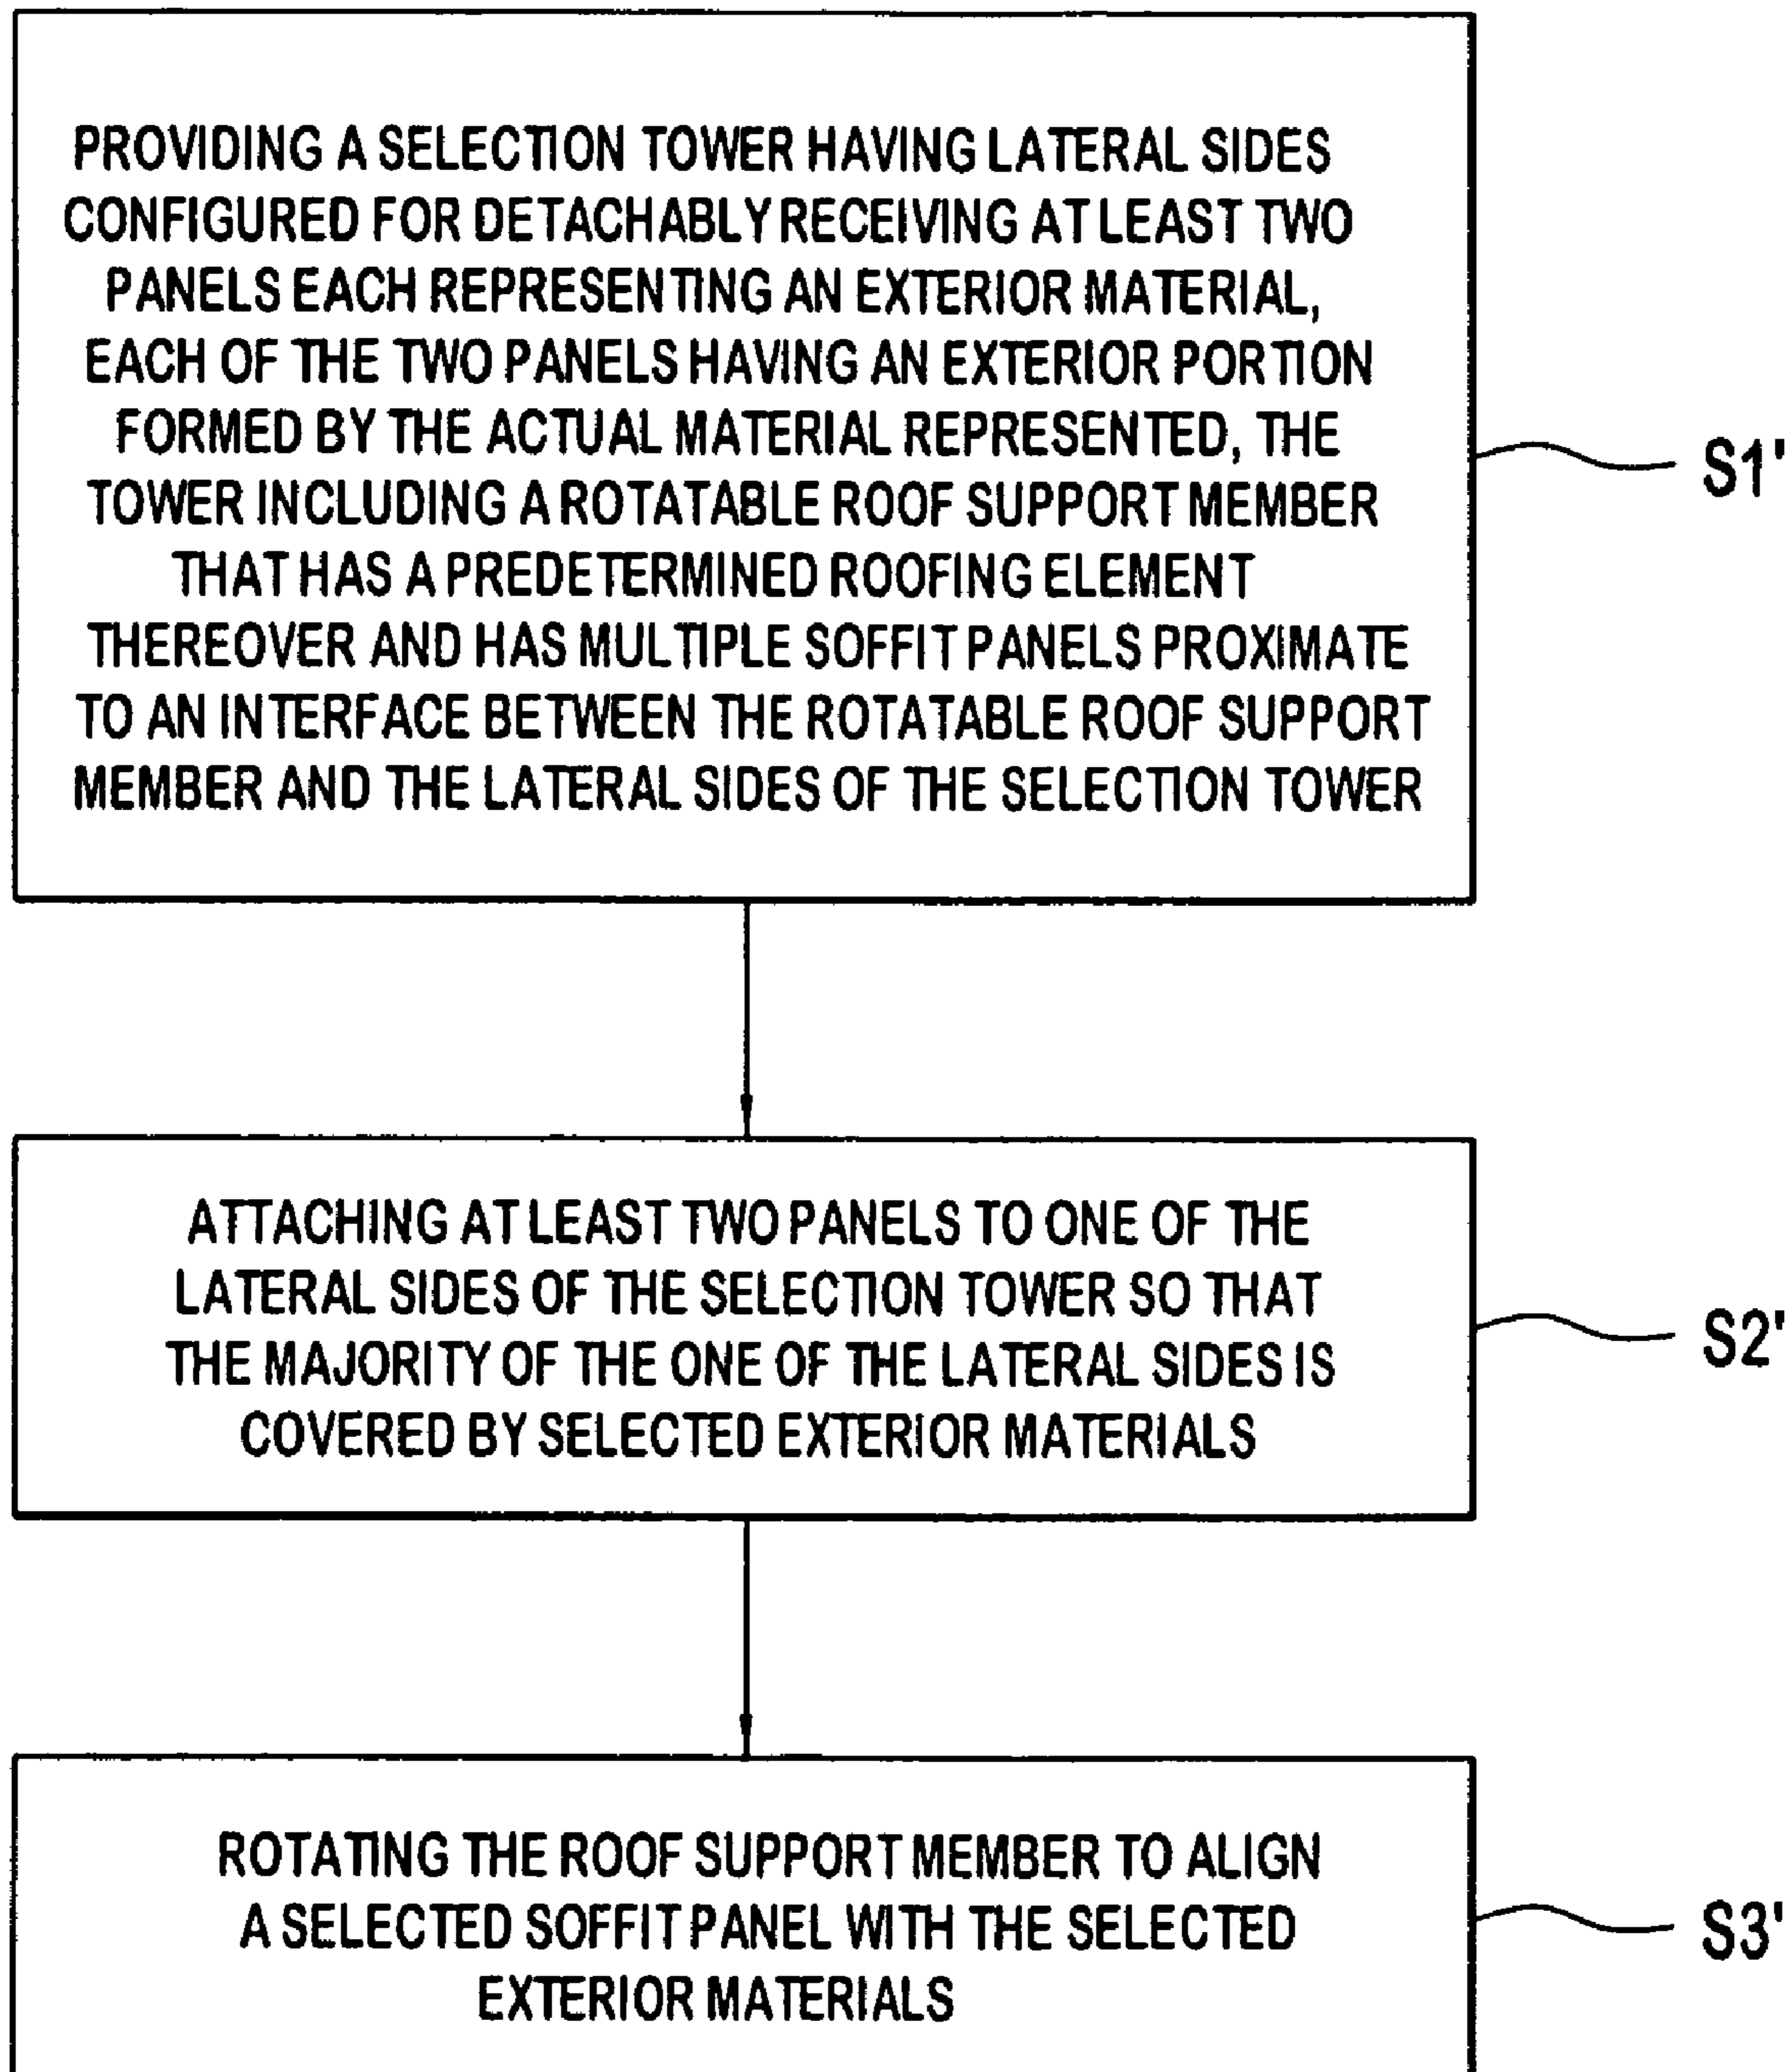 PROVIDING A SELECTION TOWER HAVING LATERAL SIDES
CONFIGURED FOR DETACHABLY RECEIVING AT LEAST TWO
PANELS EACH REPRESENTING AN EXTERIOR MATERIAL,
EACH OF THE TWO PANELS HAVING AN EXTERIOR PORTION
FORMED BY THE ACTUAL MATERIAL REPRESENTED, THE
TOWER INCLUDING A ROTATABLE ROOF SUPPORT MEMBER
THAT HAS A PREDETERMINED ROOFING ELEMENT
THEREOVER AND HAS MULTIPLE SOFFIT PANELS PROXIMATE
TO AN INTERFACE BETWEEN THE ROTATABLE ROOF SUPPORT
MEMBER AND THE LATERAL SIDES OF THE SELECTION TOWER
S1'
ATTACHING AT LEAST TWO PANELS TO ONE OF THE
LATERAL SIDES OF THE SELECTION TOWER SO THAT
THE MAJORITY OF THE ONE OF THE LATERAL SIDES IS
COVERED BY SELECTED EXTERIOR MATERIALS
S2'
ROTATING THE ROOF SUPPORT MEMBER TO ALIGN
A SELECTED SOFFIT PANEL WITH THE SELECTED
EXTERIOR MATERIALS
S3'